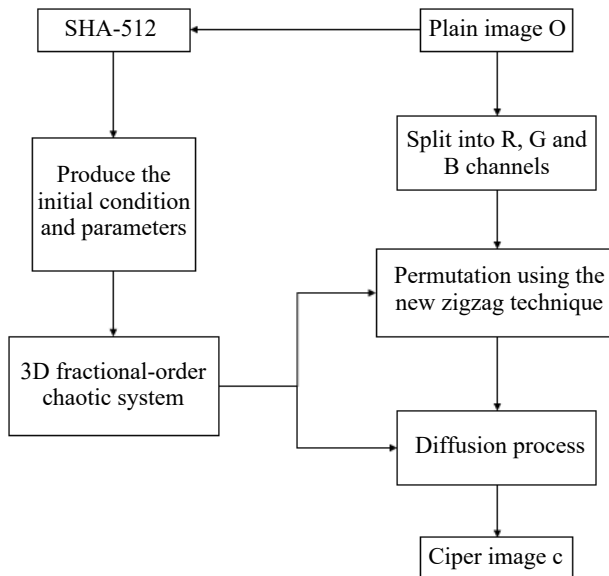 SHA-512
Plain image O
Split into R, G and
B channels
Produce the
initial condition
and parameters
Permutation using the
new zigzag technique
3D fractional-order
chaotic system
Diffusion process
Ciper image c